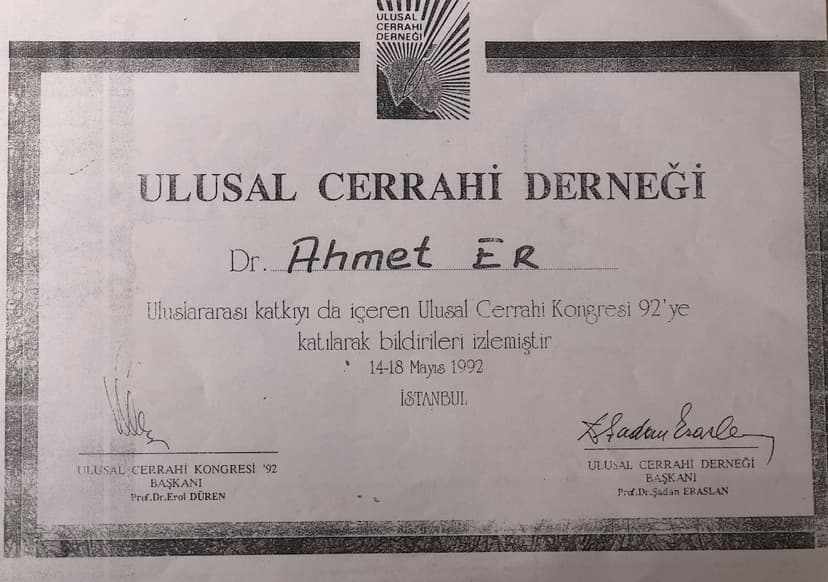 ULUSAL
CERRAHİ
DERNEĞİ
ULUSAL CERRAHİ DERNEĞİ
Dr. Ahmet ER
Uluslararası katkıyı da içeren Ulusal Cerrahi Kongresi 92'ye
katılarak bildirileri izlemiştir.
14-18 Mayıs 1992
İSTANBUL
ULUSAL CERRAHİ KONGRESİ '92
BAŞKANI
Prof.Dr.Erol DÜREN
ULUSAL CERRAHİ DERNEĞİ
BAŞKANI
Prof.Dr.Şadan ERASLAN